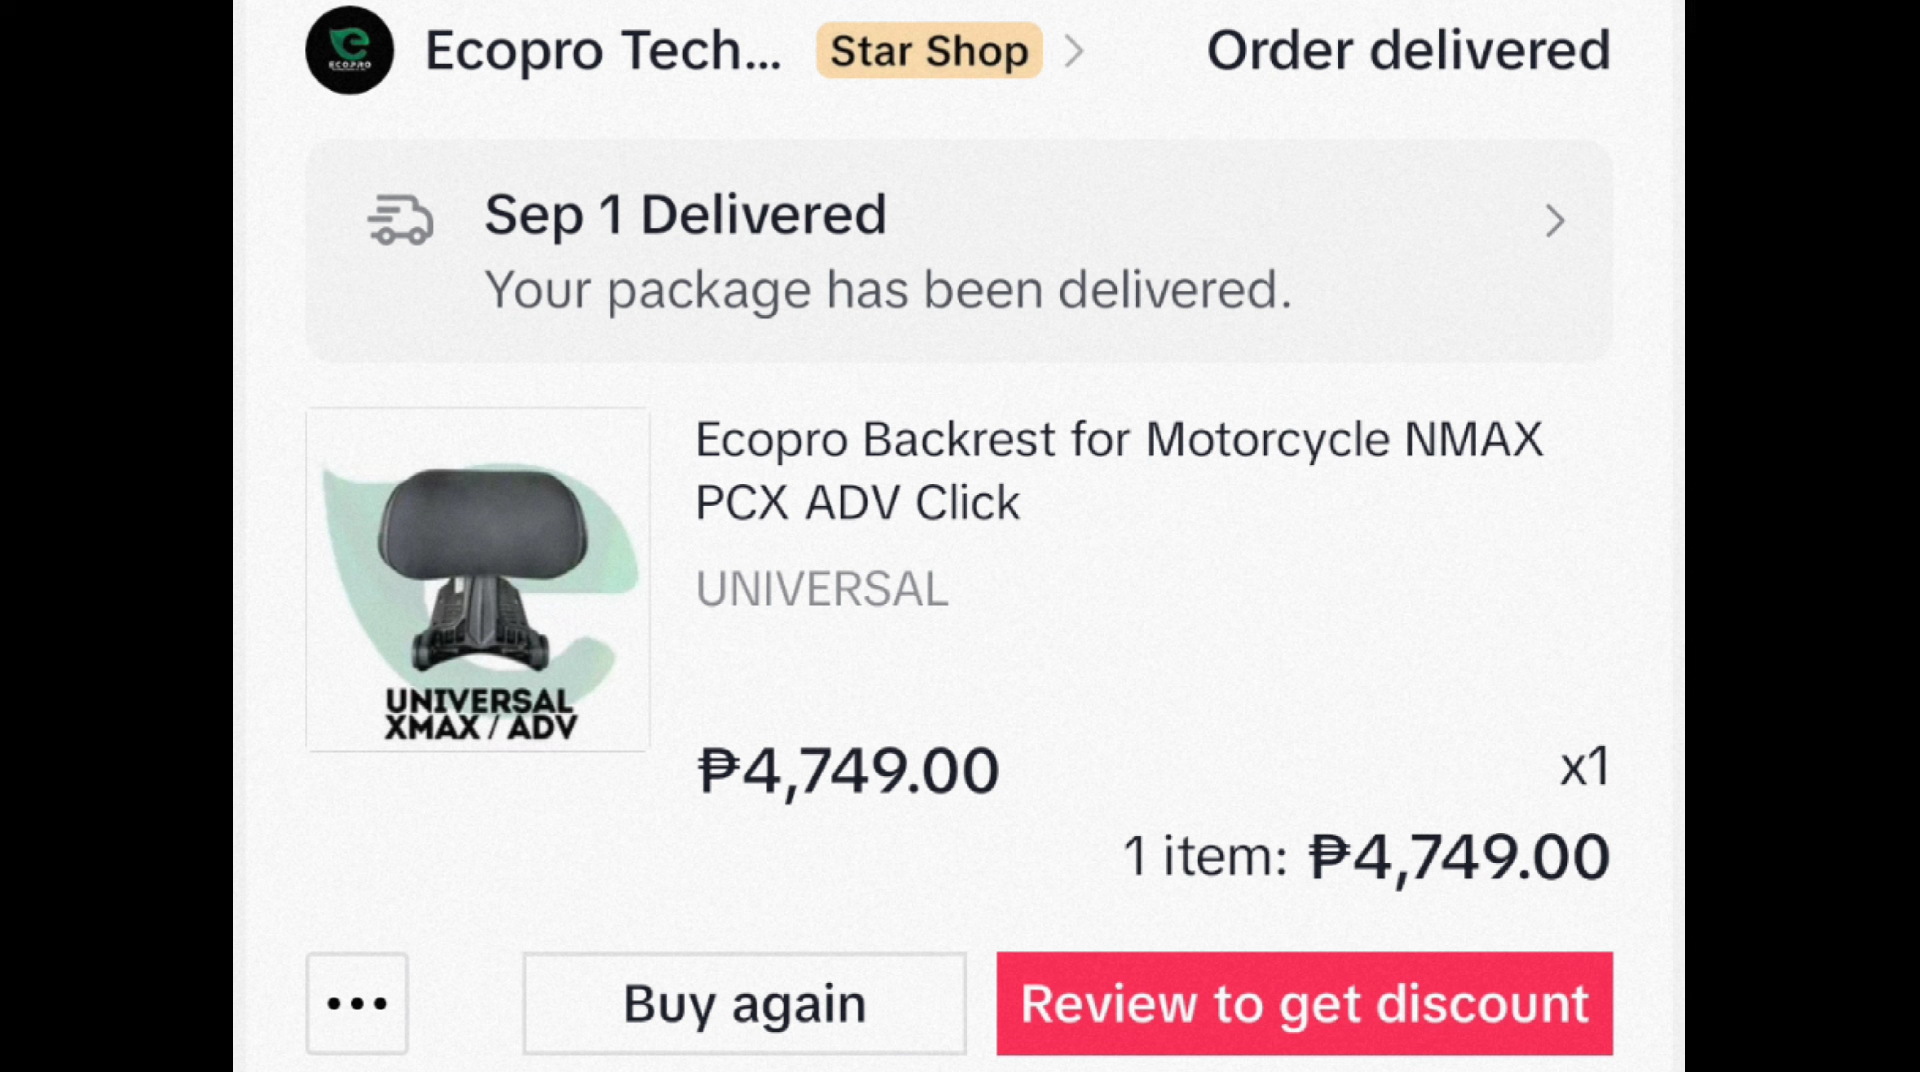 ECOPRO
Ecopro Tech... Star Shop Order delivered
Sep 1 Delivered
Your package has been delivered.
Ecopro Backrest for Motorcycle NMAX
PCX ADV Click
UNIVERSAL
UNIVERSAL
XMAX / ADV
₱4,749.00 x1
1 item: ₱4,749.00
Buy again
Review to get discount